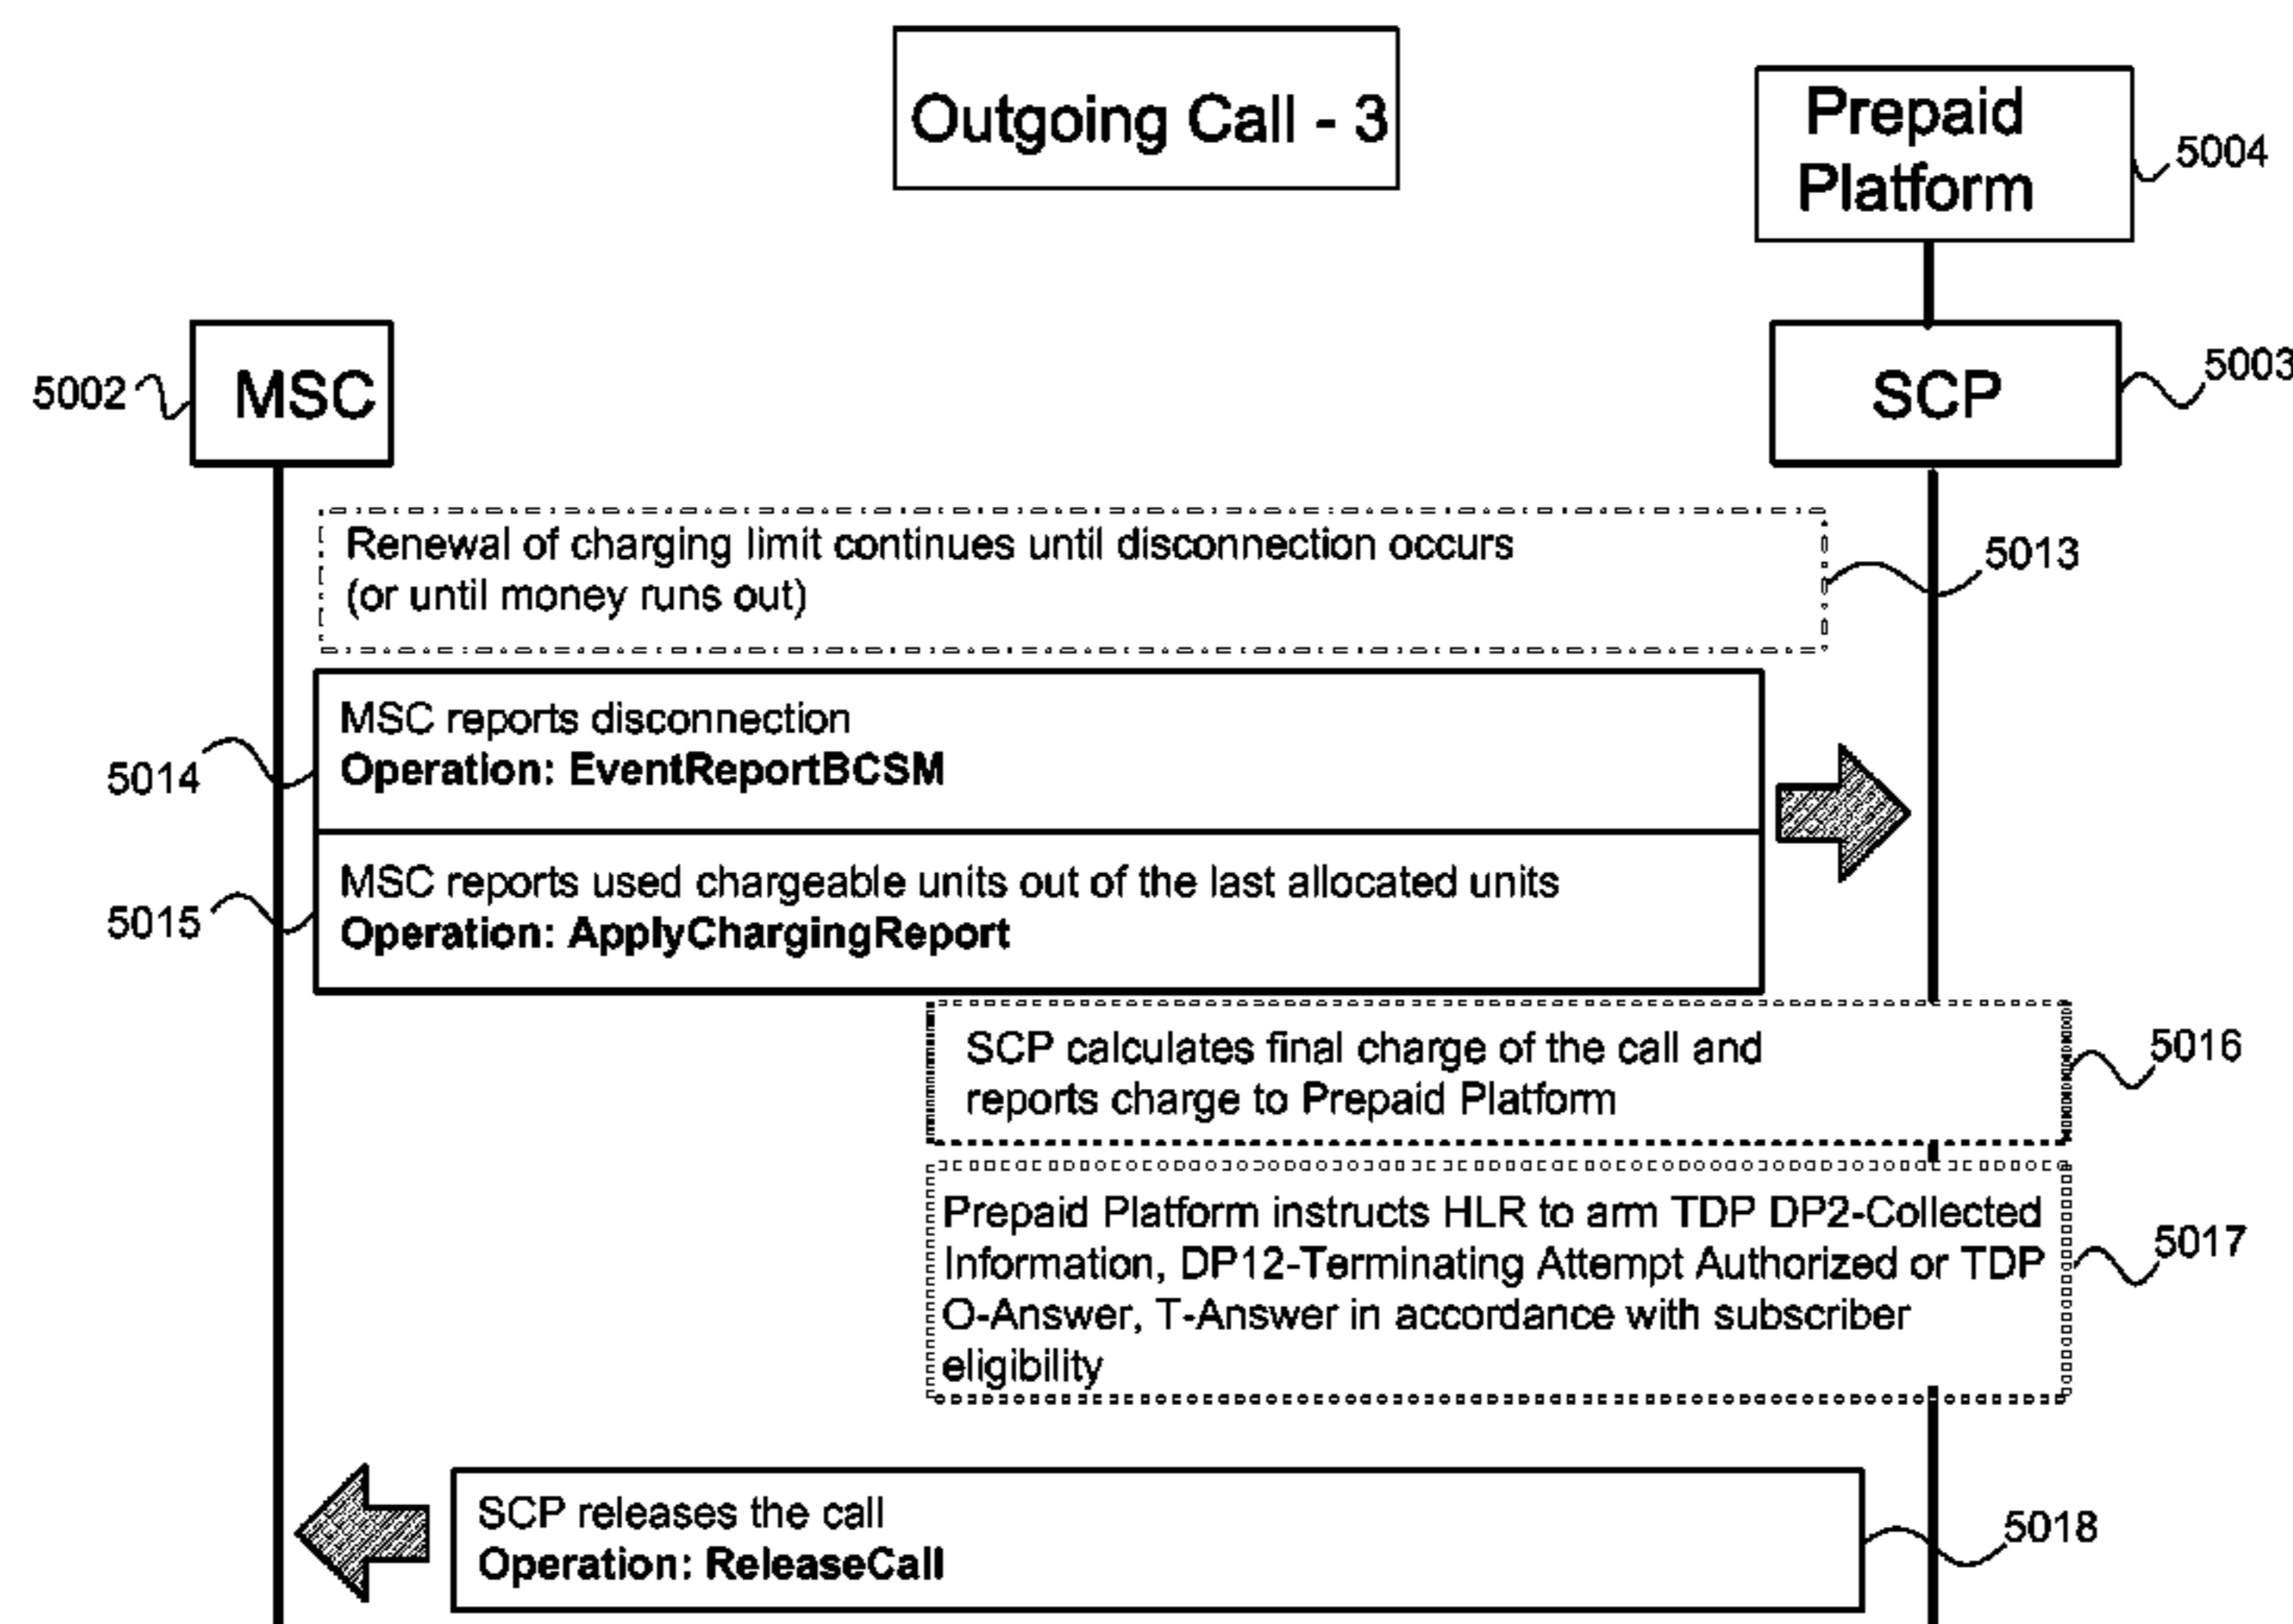 Outgoing Call - 3
Prepaid
Platform
5004
5002
MSC
SCP
5003
Renewal of charging limit continues until disconnection occurs
(or until money runs out)
5013
MSC reports disconnection
Operation: EventReportBCSM
5014
MSC reports used chargeable units out of the last allocated units
Operation: ApplyChargingReport
5015
SCP calculates final charge of the call and
reports charge to Prepaid Platform
5016
Prepaid Platform instructs HLR to arm TDP DP2-Collected
Information, DP12-Terminating Attempt Authorized or TDP
O-Answer, T-Answer in accordance with subscriber
eligibility
5017
SCP releases the call
Operation: ReleaseCall
5018